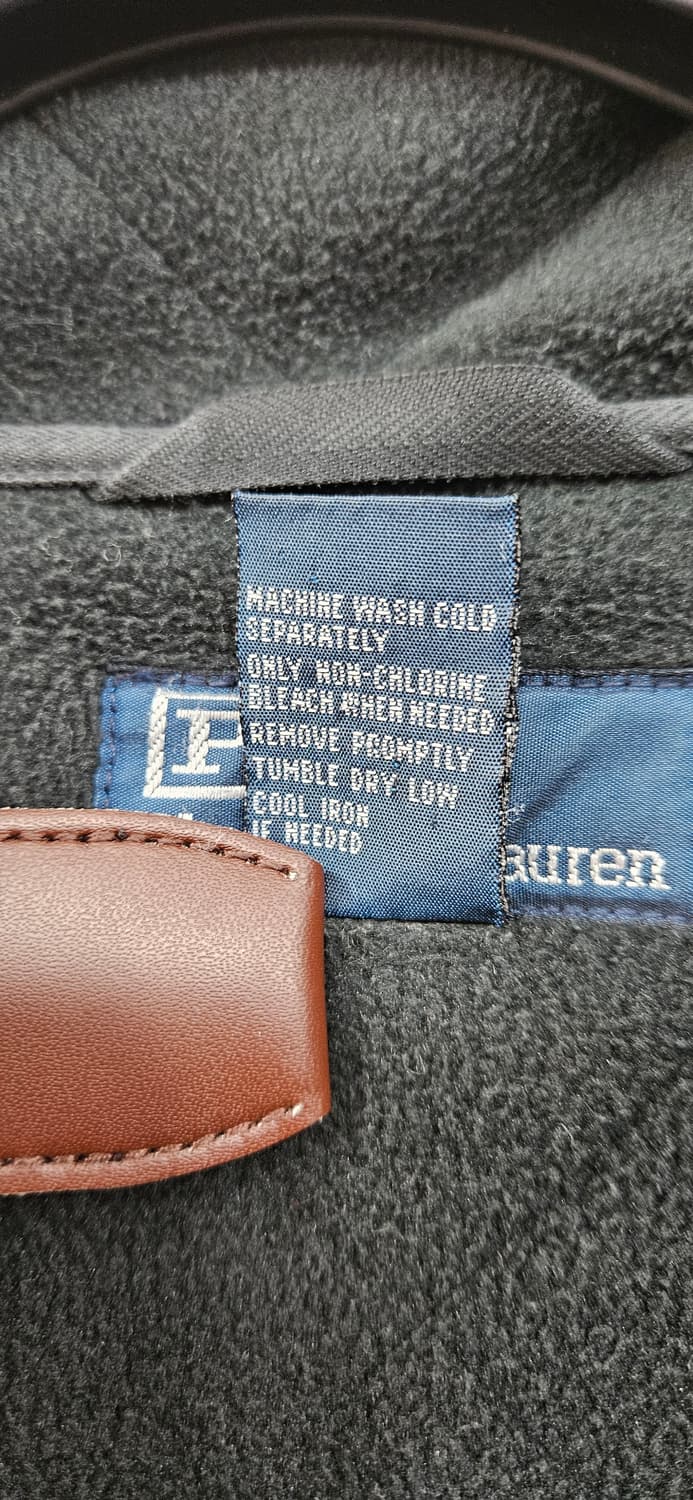 MACHINE WASH COLD
SEPARATELY
ONLY NON-CHLORINE
BLEACH WHEN NEEDED
REMOVE PROMPTLY
TUMBLE DRY LOW
COOL IRON
IF NEEDED
P
auren